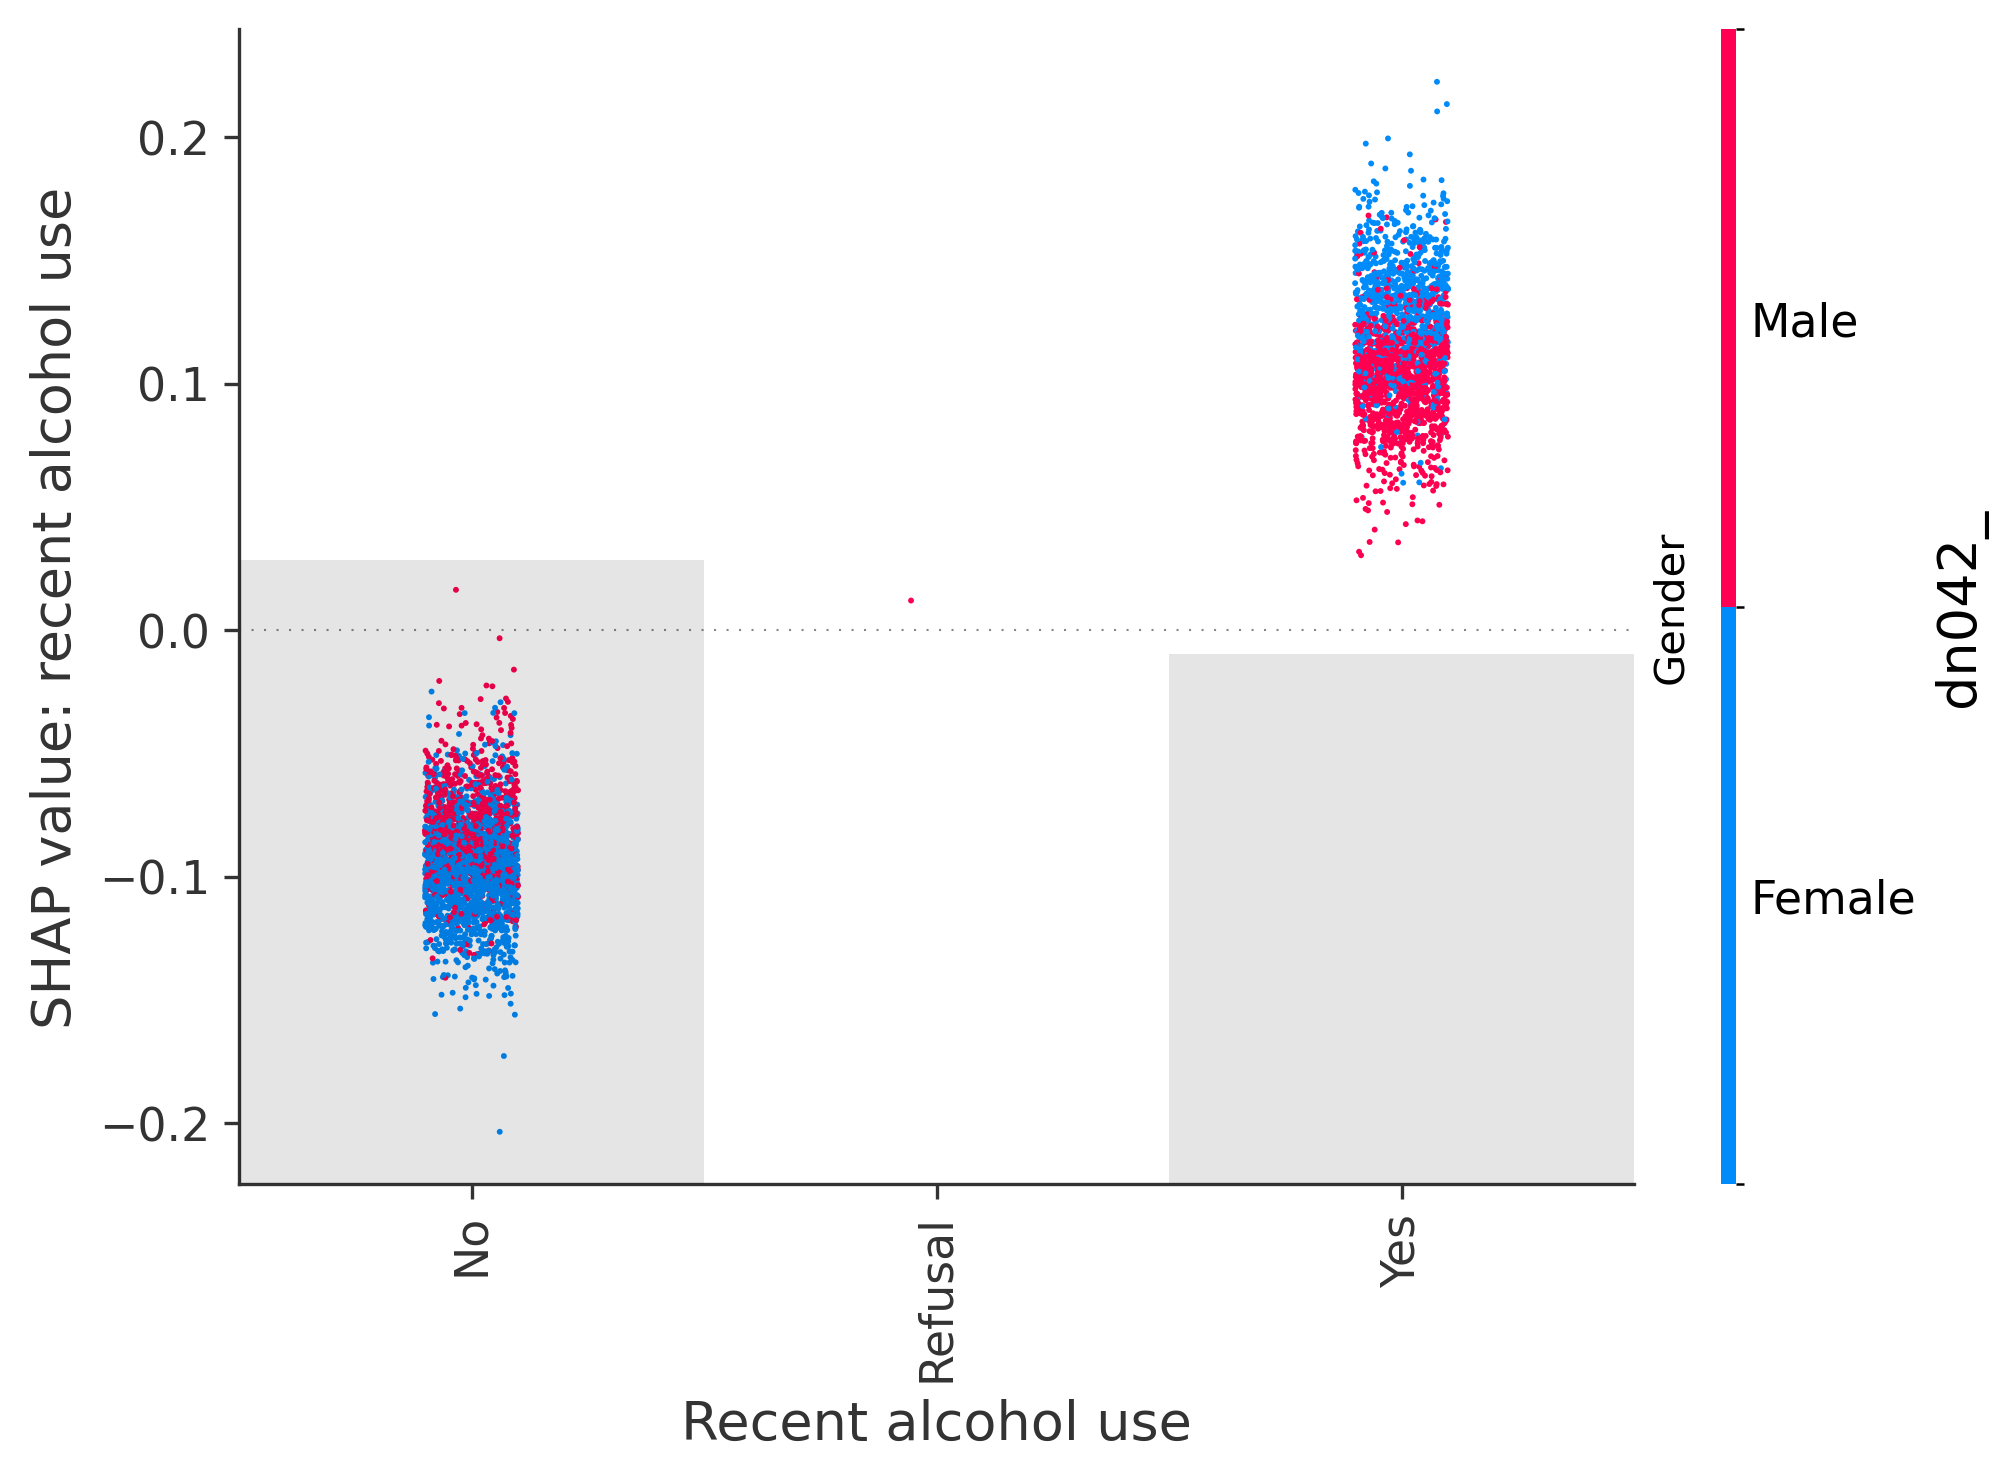 SHAP value: recent alcohol use
0.2
0.1
0.0
−0.1
−0.2
No
Refusal
Yes
Recent alcohol use
Gender
Male
Female
dn042_